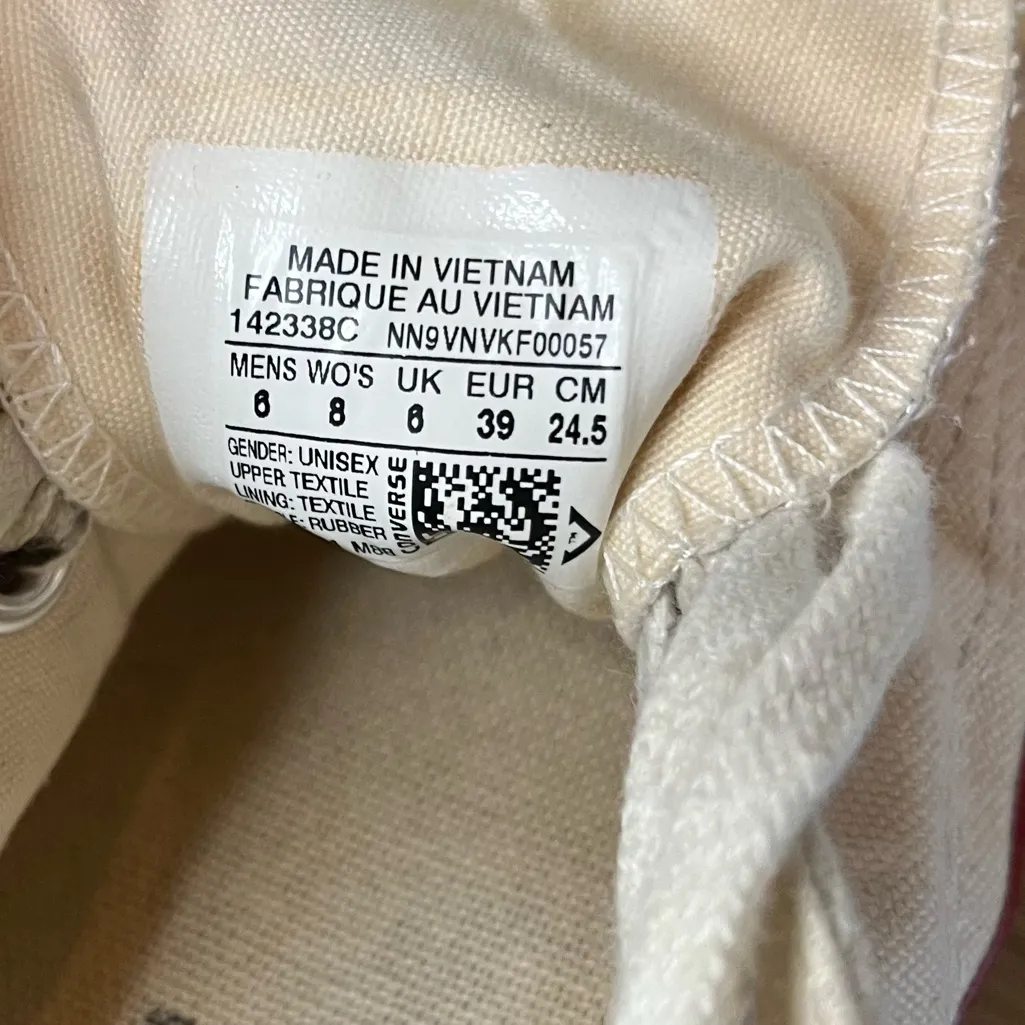 MADE IN VIETNAM
FABRIQUE AU VIETNAM
142338C NN9VNVKF00057
MENS WO'S UK EUR CM
6 8 6 39 24.5
GENDER: UNISEX
UPPER TEXTILE
LINING: TEXTILE
RUBBER
CONVERSE
F